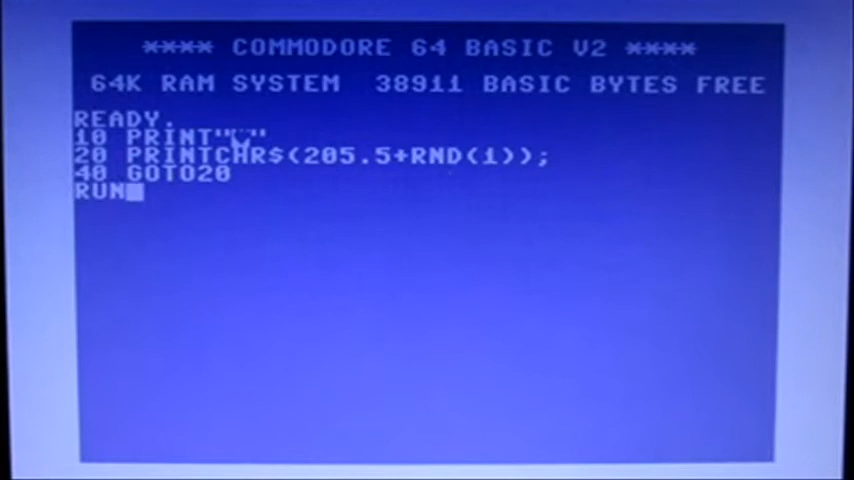 **** COMMODORE 64 BASIC V2 ****
64K RAM SYSTEM 38911 BASIC BYTES FREE
READY.
10 PRINT"♥"
20 PRINTCHR$(205.5+RND(1));
40 GOTO20
RUN